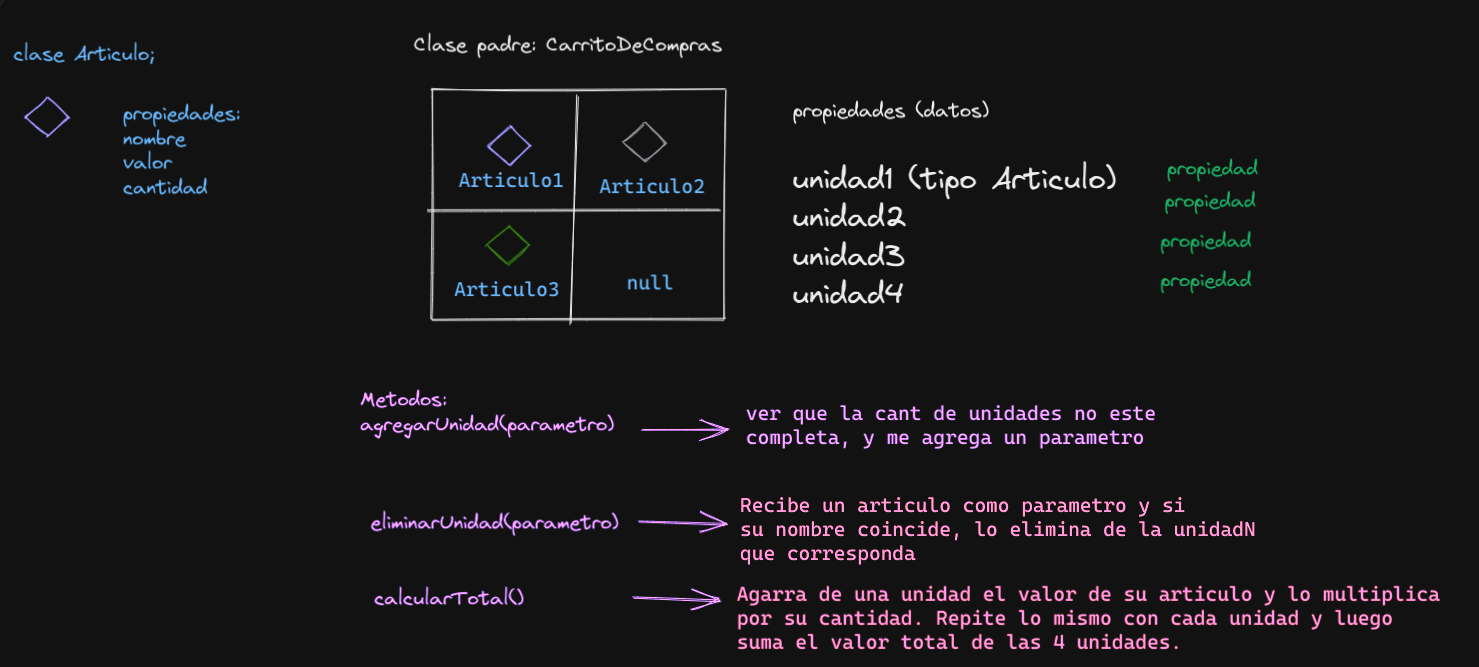 clase Articulo;
propiedades:
nombre
valor
cantidad
Clase padre: CarritoDeCompras
Articulo1
Articulo2
Articulo3
null
propiedades (datos)
unidad1 (tipo Articulo)
propiedad
unidad2
propiedad
unidad3
propiedad
unidad4
propiedad
Metodos:
agregarUnidad(parametro)
ver que la cant de unidades no este
completa, y me agrega un parametro
eliminarUnidad(parametro)
Recibe un articulo como parametro y si
su nombre coincide, lo elimina de la unidadN
que corresponda
calcularTotal()
Agarra de una unidad el valor de su articulo y lo multiplica
por su cantidad. Repite lo mismo con cada unidad y luego
suma el valor total de las 4 unidades.